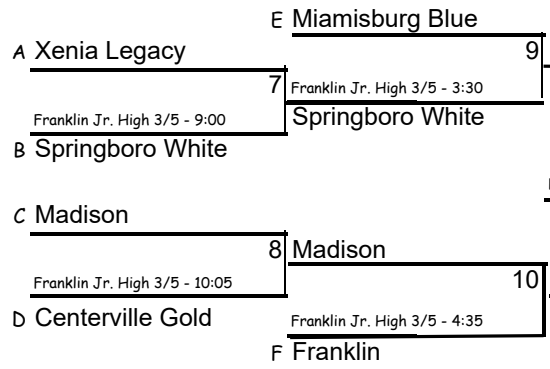 E Miamisburg Blue
A Xenia Legacy
9
7
Franklin Jr. High 3/5 - 3:30
Franklin Jr. High 3/5 - 9:00
Springboro White
B Springboro White
C Madison
8
Madison
Franklin Jr. High 3/5 - 10:05
10
D Centerville Gold
Franklin Jr. High 3/5 - 4:35
F Franklin